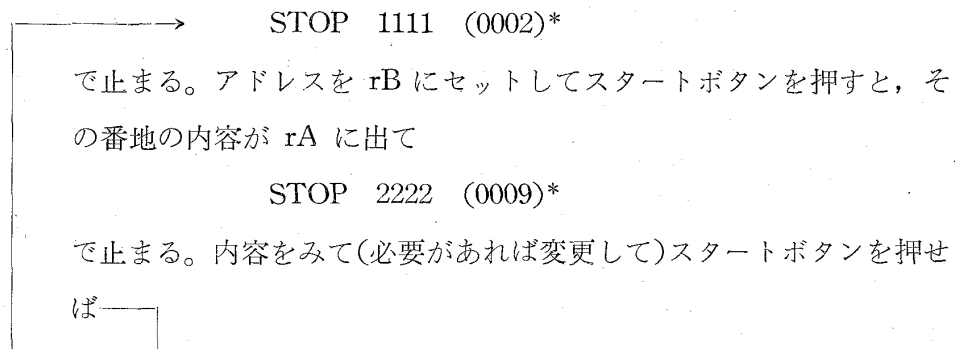 STOP 1111 (0002)*
で止まる。アドレスを rB にセットしてスタートボタンを押すと，そ
の番地の内容が rA に出て
STOP 2222 (0009)*
で止まる。内容をみて(必要があれば変更して)スタートボタンを押せ
ば